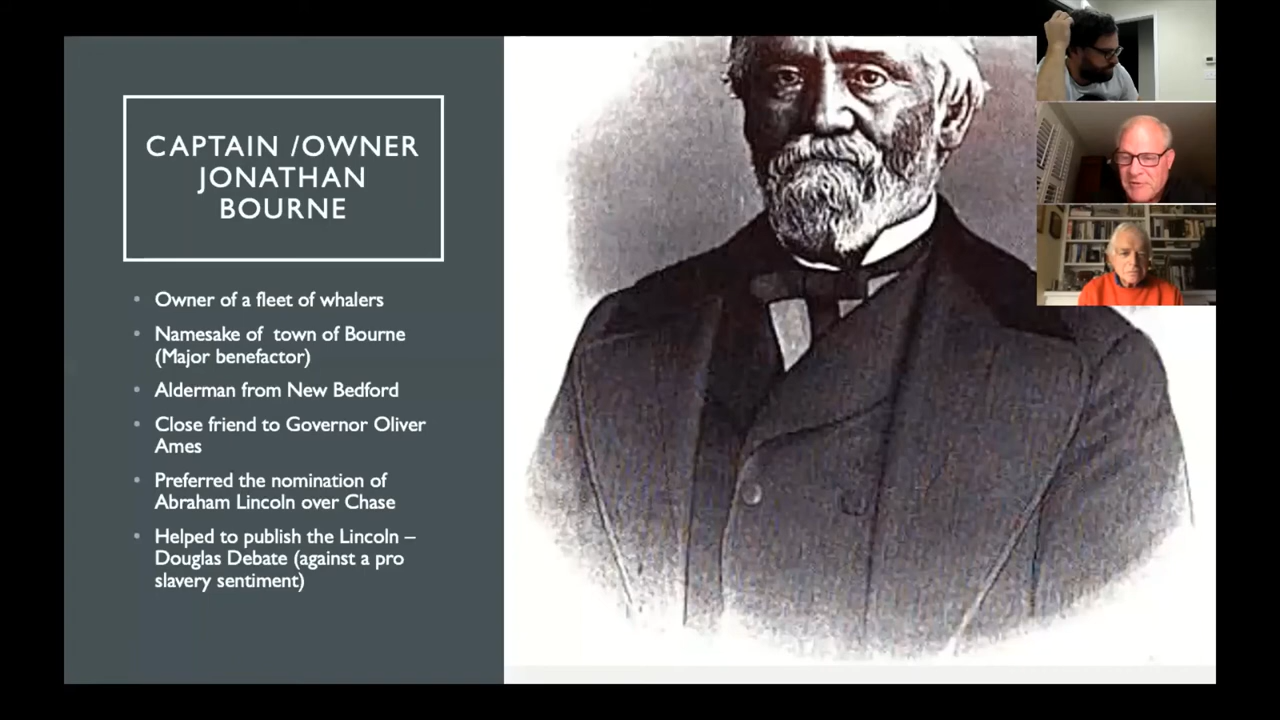 CAPTAIN /OWNER
JONATHAN
BOURNE
• Owner of a fleet of whalers
• Namesake of town of Bourne
(Major benefactor)
• Alderman from New Bedford
• Close friend to Governor Oliver
Ames
• Preferred the nomination of
Abraham Lincoln over Chase
• Helped to publish the Lincoln –
Douglas Debate (against a pro
slavery sentiment)